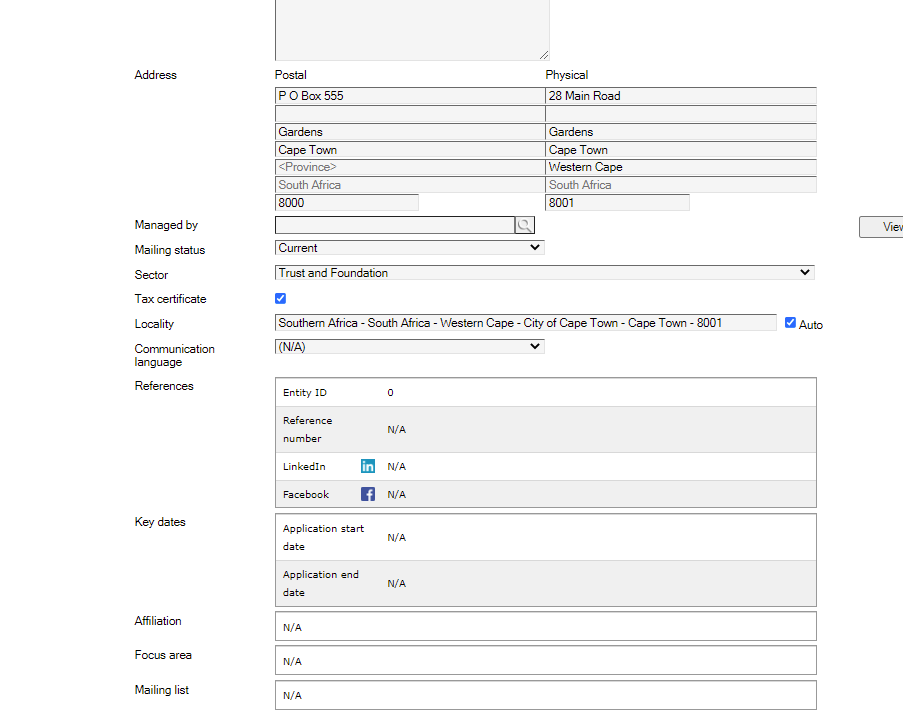 Address Postal Physical
P O Box 555 28 Main Road
Gardens Gardens
Cape Town Cape Town
<Province> Western Cape
South Africa South Africa
8000 8001
Managed by
View
Mailing status Current
Sector Trust and Foundation
Tax certificate
Locality Southern Africa - South Africa - Western Cape - City of Cape Town - Cape Town - 8001 Auto
Communication
language
(N/A)
References
Entity ID 0
Reference
number
N/A
LinkedIn in N/A
Facebook f N/A
Key dates
Application start
date
N/A
Application end
date
N/A
Affiliation
N/A
Focus area
N/A
Mailing list
N/A